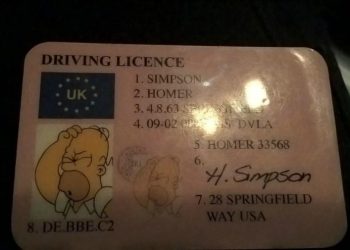 DRIVING LICENCE
UK
1. SIMPSON
2. HOMER
3. 4.8.63
4. 09-02 DVLA
5. HOMER 33568
6.
H. Simpson
7. 28 SPRINGFIELD
WAY USA
8. DE.BBE.C2